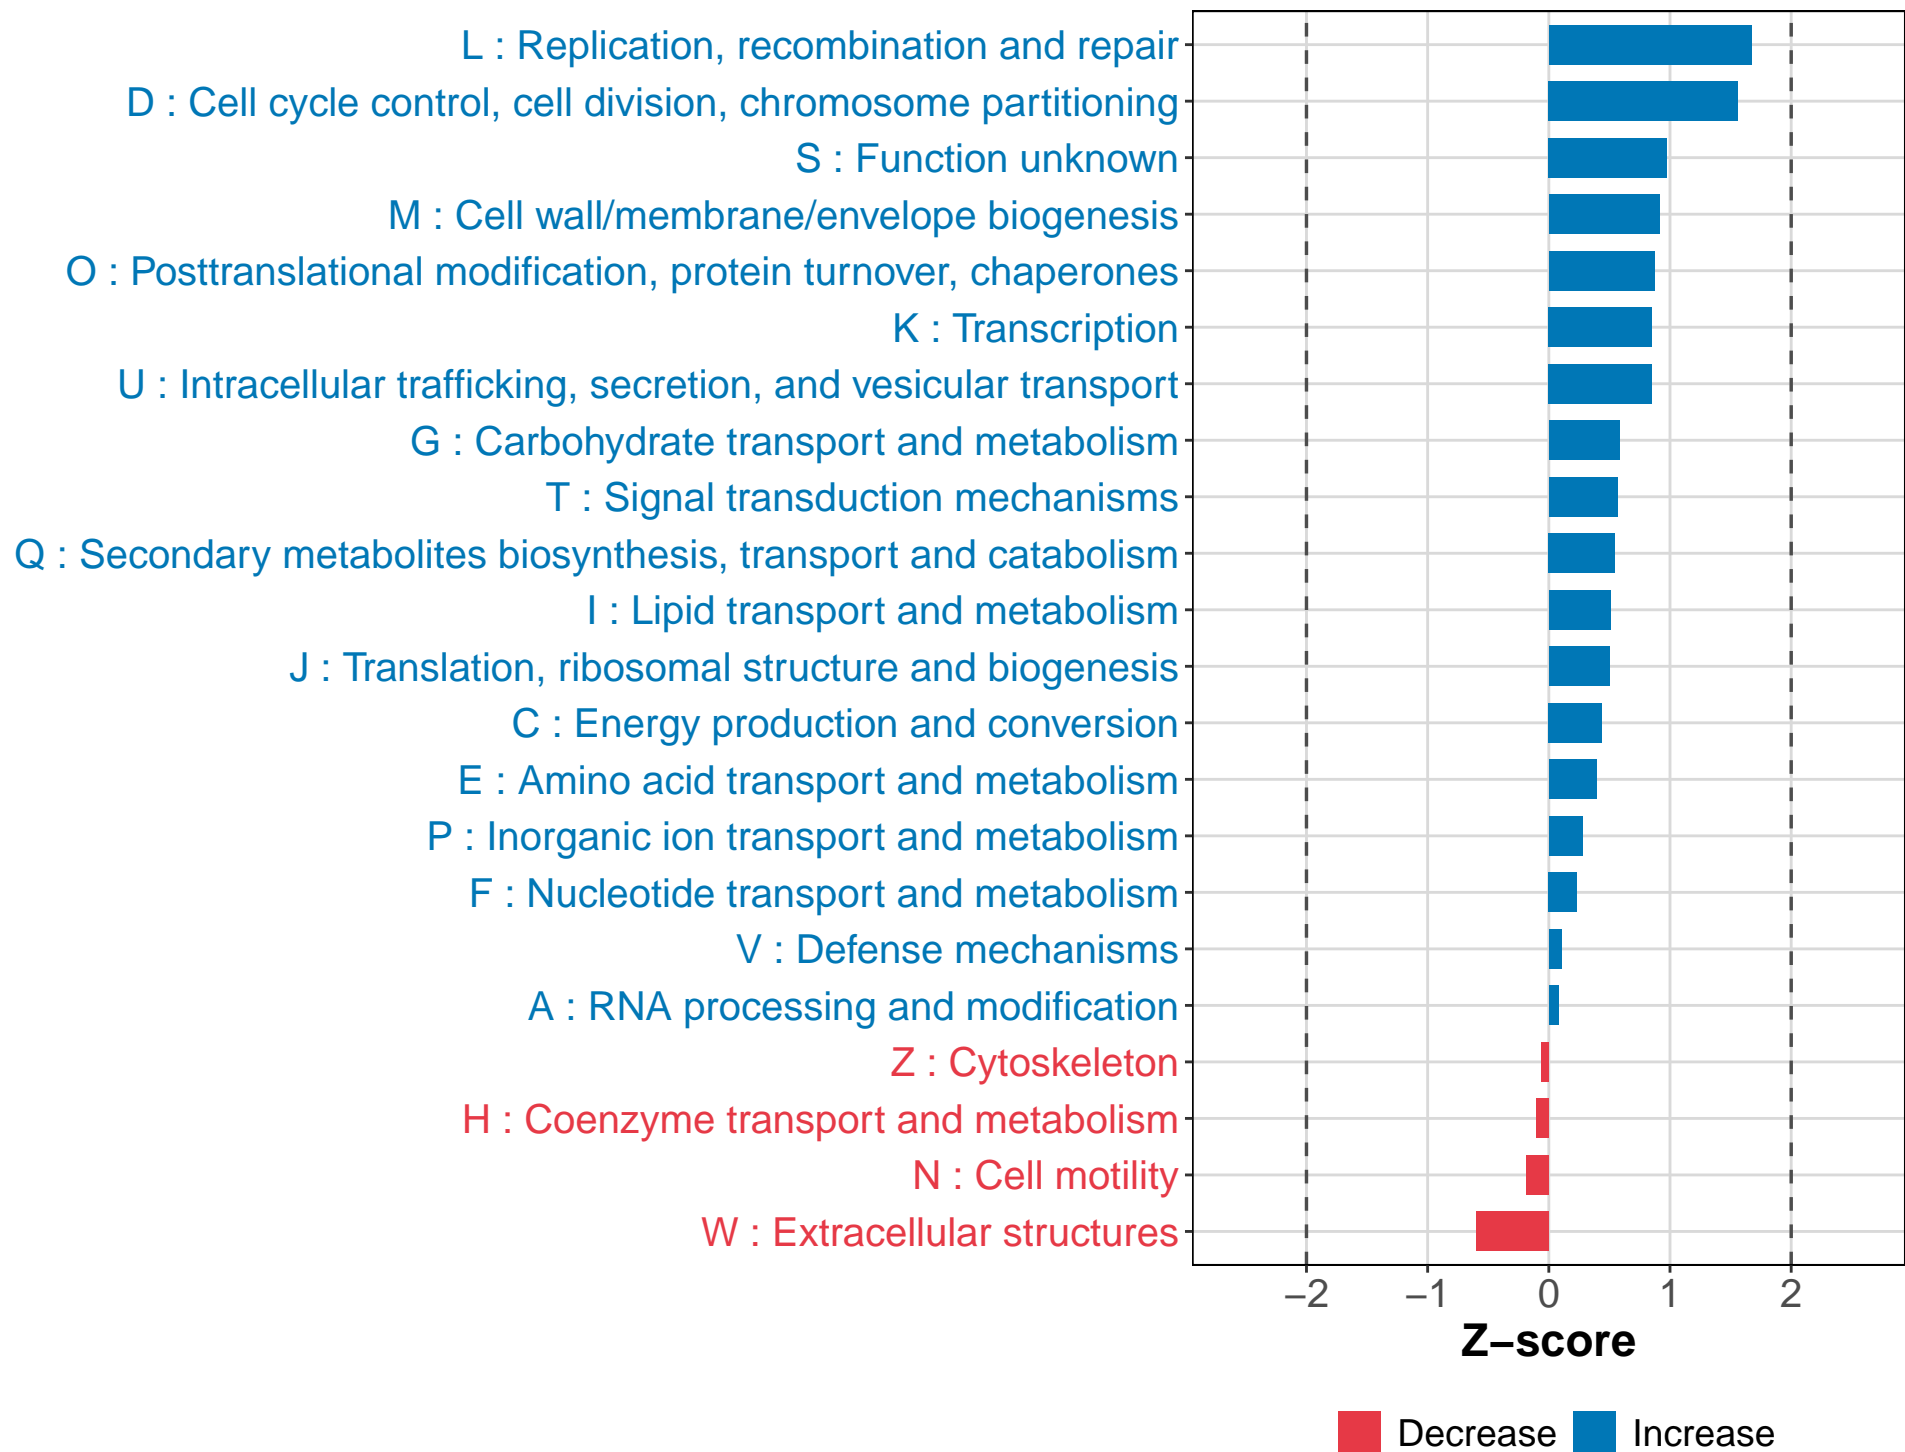 L : Replication, recombination and repair
D : Cell cycle control, cell division, chromosome partitioning
S : Function unknown
M : Cell wall/membrane/envelope biogenesis
O : Posttranslational modification, protein turnover, chaperones
K : Transcription
U : Intracellular trafficking, secretion, and vesicular transport
G : Carbohydrate transport and metabolism
T : Signal transduction mechanisms
Q : Secondary metabolites biosynthesis, transport and catabolism
I : Lipid transport and metabolism
J : Translation, ribosomal structure and biogenesis
C : Energy production and conversion
E : Amino acid transport and metabolism
P : Inorganic ion transport and metabolism
F : Nucleotide transport and metabolism
V : Defense mechanisms
A : RNA processing and modification
Z : Cytoskeleton
H : Coenzyme transport and metabolism
N : Cell motility
W : Extracellular structures
−2 −1 0 1 2
Z−score
Decrease Increase